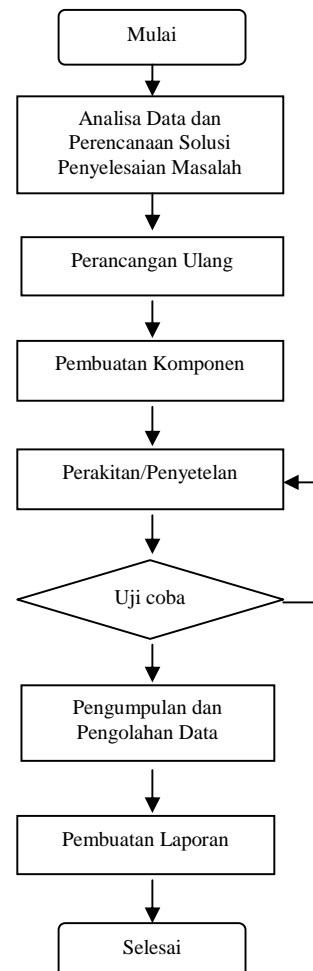 Mulai
Analisa Data dan
Perencanaan Solusi
Penyelesaian Masalah
Perancangan Ulang
Pembuatan Komponen
Perakitan/Penyetelan
Uji coba
Pengumpulan dan
Pengolahan Data
Pembuatan Laporan
Selesai